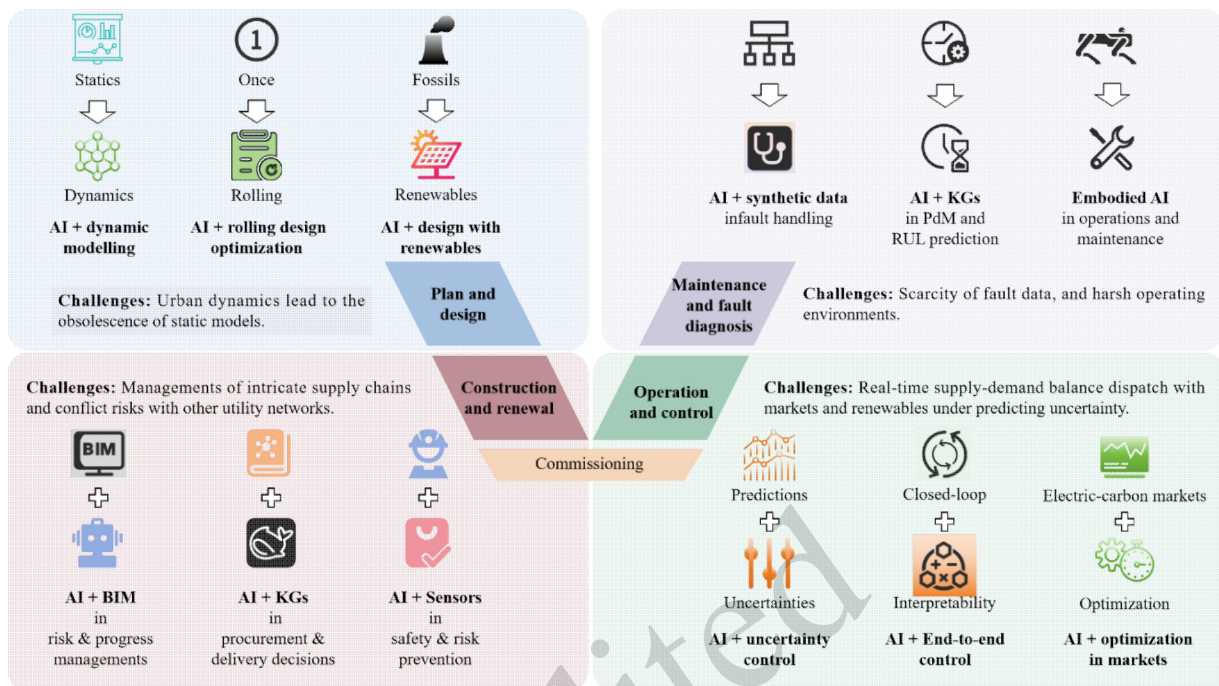 Statics
Once
Fossils
Dynamics
Rolling
Renewables
AI + dynamic
modelling
AI + rolling design
optimization
AI + design with
renewables
Challenges: Urban dynamics lead to the
obsolescence of static models.
Plan and
design
AI + synthetic data
infault handling
AI + KGs
in PdM and
RUL prediction
Embodied AI
in operations and
maintenance
Maintenance
and fault
diagnosis
Challenges: Scarcity of fault data, and harsh operating
environments.
Challenges: Managements of intricate supply chains
and conflict risks with other utility networks.
Construction
and renewal
BIM
AI + BIM
in
risk & progress
managements
AI + KGs
in
procurement &
delivery decisions
AI + Sensors
in
safety & risk
prevention
Commissioning
Operation
and control
Challenges: Real-time supply-demand balance dispatch with
markets and renewables under predicting uncertainty.
Predictions
Closed-loop
Electric-carbon markets
Uncertainties
Interpretability
Optimization
AI + uncertainty
control
AI + End-to-end
control
AI + optimization
in markets